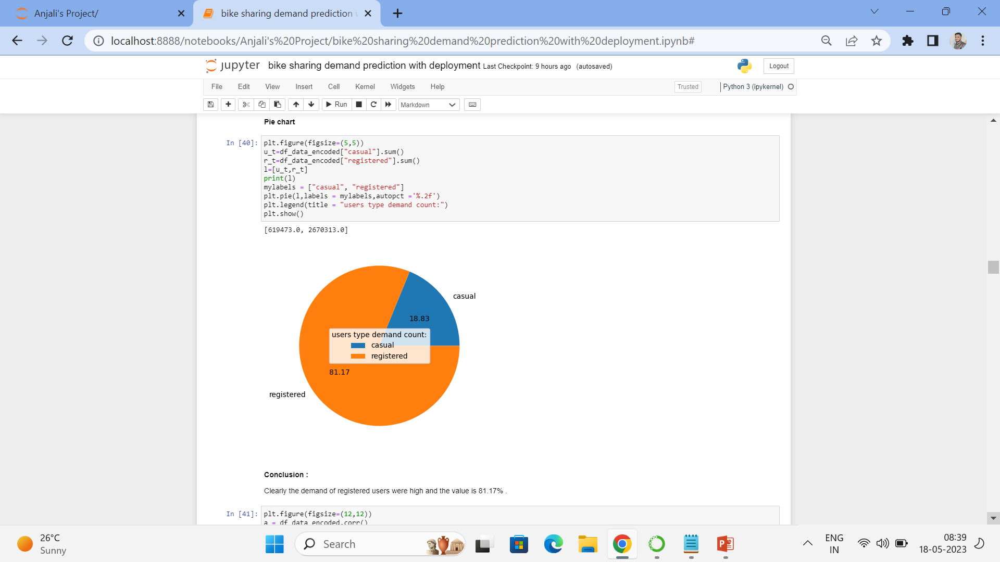 Anjali's Project/
bike sharing demand prediction
localhost:8888/notebooks/Anjali's%20Project/bike%20sharing%20demand%20prediction%20with%20deployment.ipynb#
jupyter bike sharing demand prediction with deployment Last Checkpoint: 9 hours ago (autosaved)
Logout
File Edit View Insert Cell Kernel Widgets Help
Trusted
Python 3 (ipykernel)
Run
Markdown
Pie chart
In [40]:
plt.figure(figsize=(5,5))
u_t=df_data_encoded["casual"].sum()
r_t=df_data_encoded["registered"].sum()
l=[u_t,r_t]
print(l)
mylabels = ["casual", "registered"]
plt.pie(l,labels = mylabels,autopct ='%.2f')
plt.legend(title = "users type demand count:")
plt.show()
[619473.0, 2670313.0]
casual
18.83
users type demand count:
casual
registered
81.17
registered
Conclusion :
Clearly the demand of registered users were high and the value is 81.17% .
In [41]:
plt.figure(figsize=(12,12))
a = df_data_encoded.corr()
26°C
Sunny
Search
ENG
IN
08:39
18-05-2023